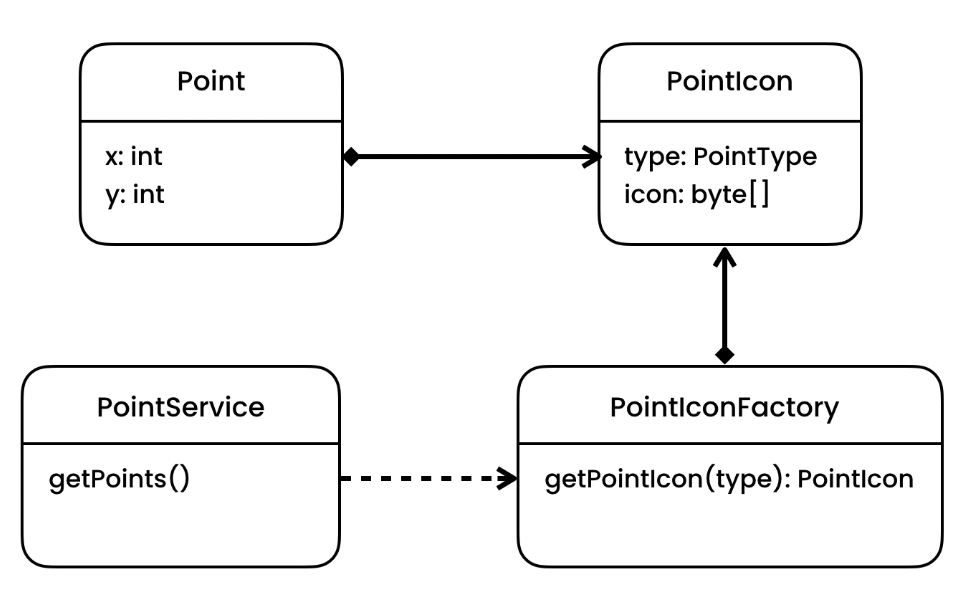 Point
x: int
y: int
PointIcon
type: PointType
icon: byte[]
PointService
getPoints()
PointIconFactory
getPointIcon(type): PointIcon